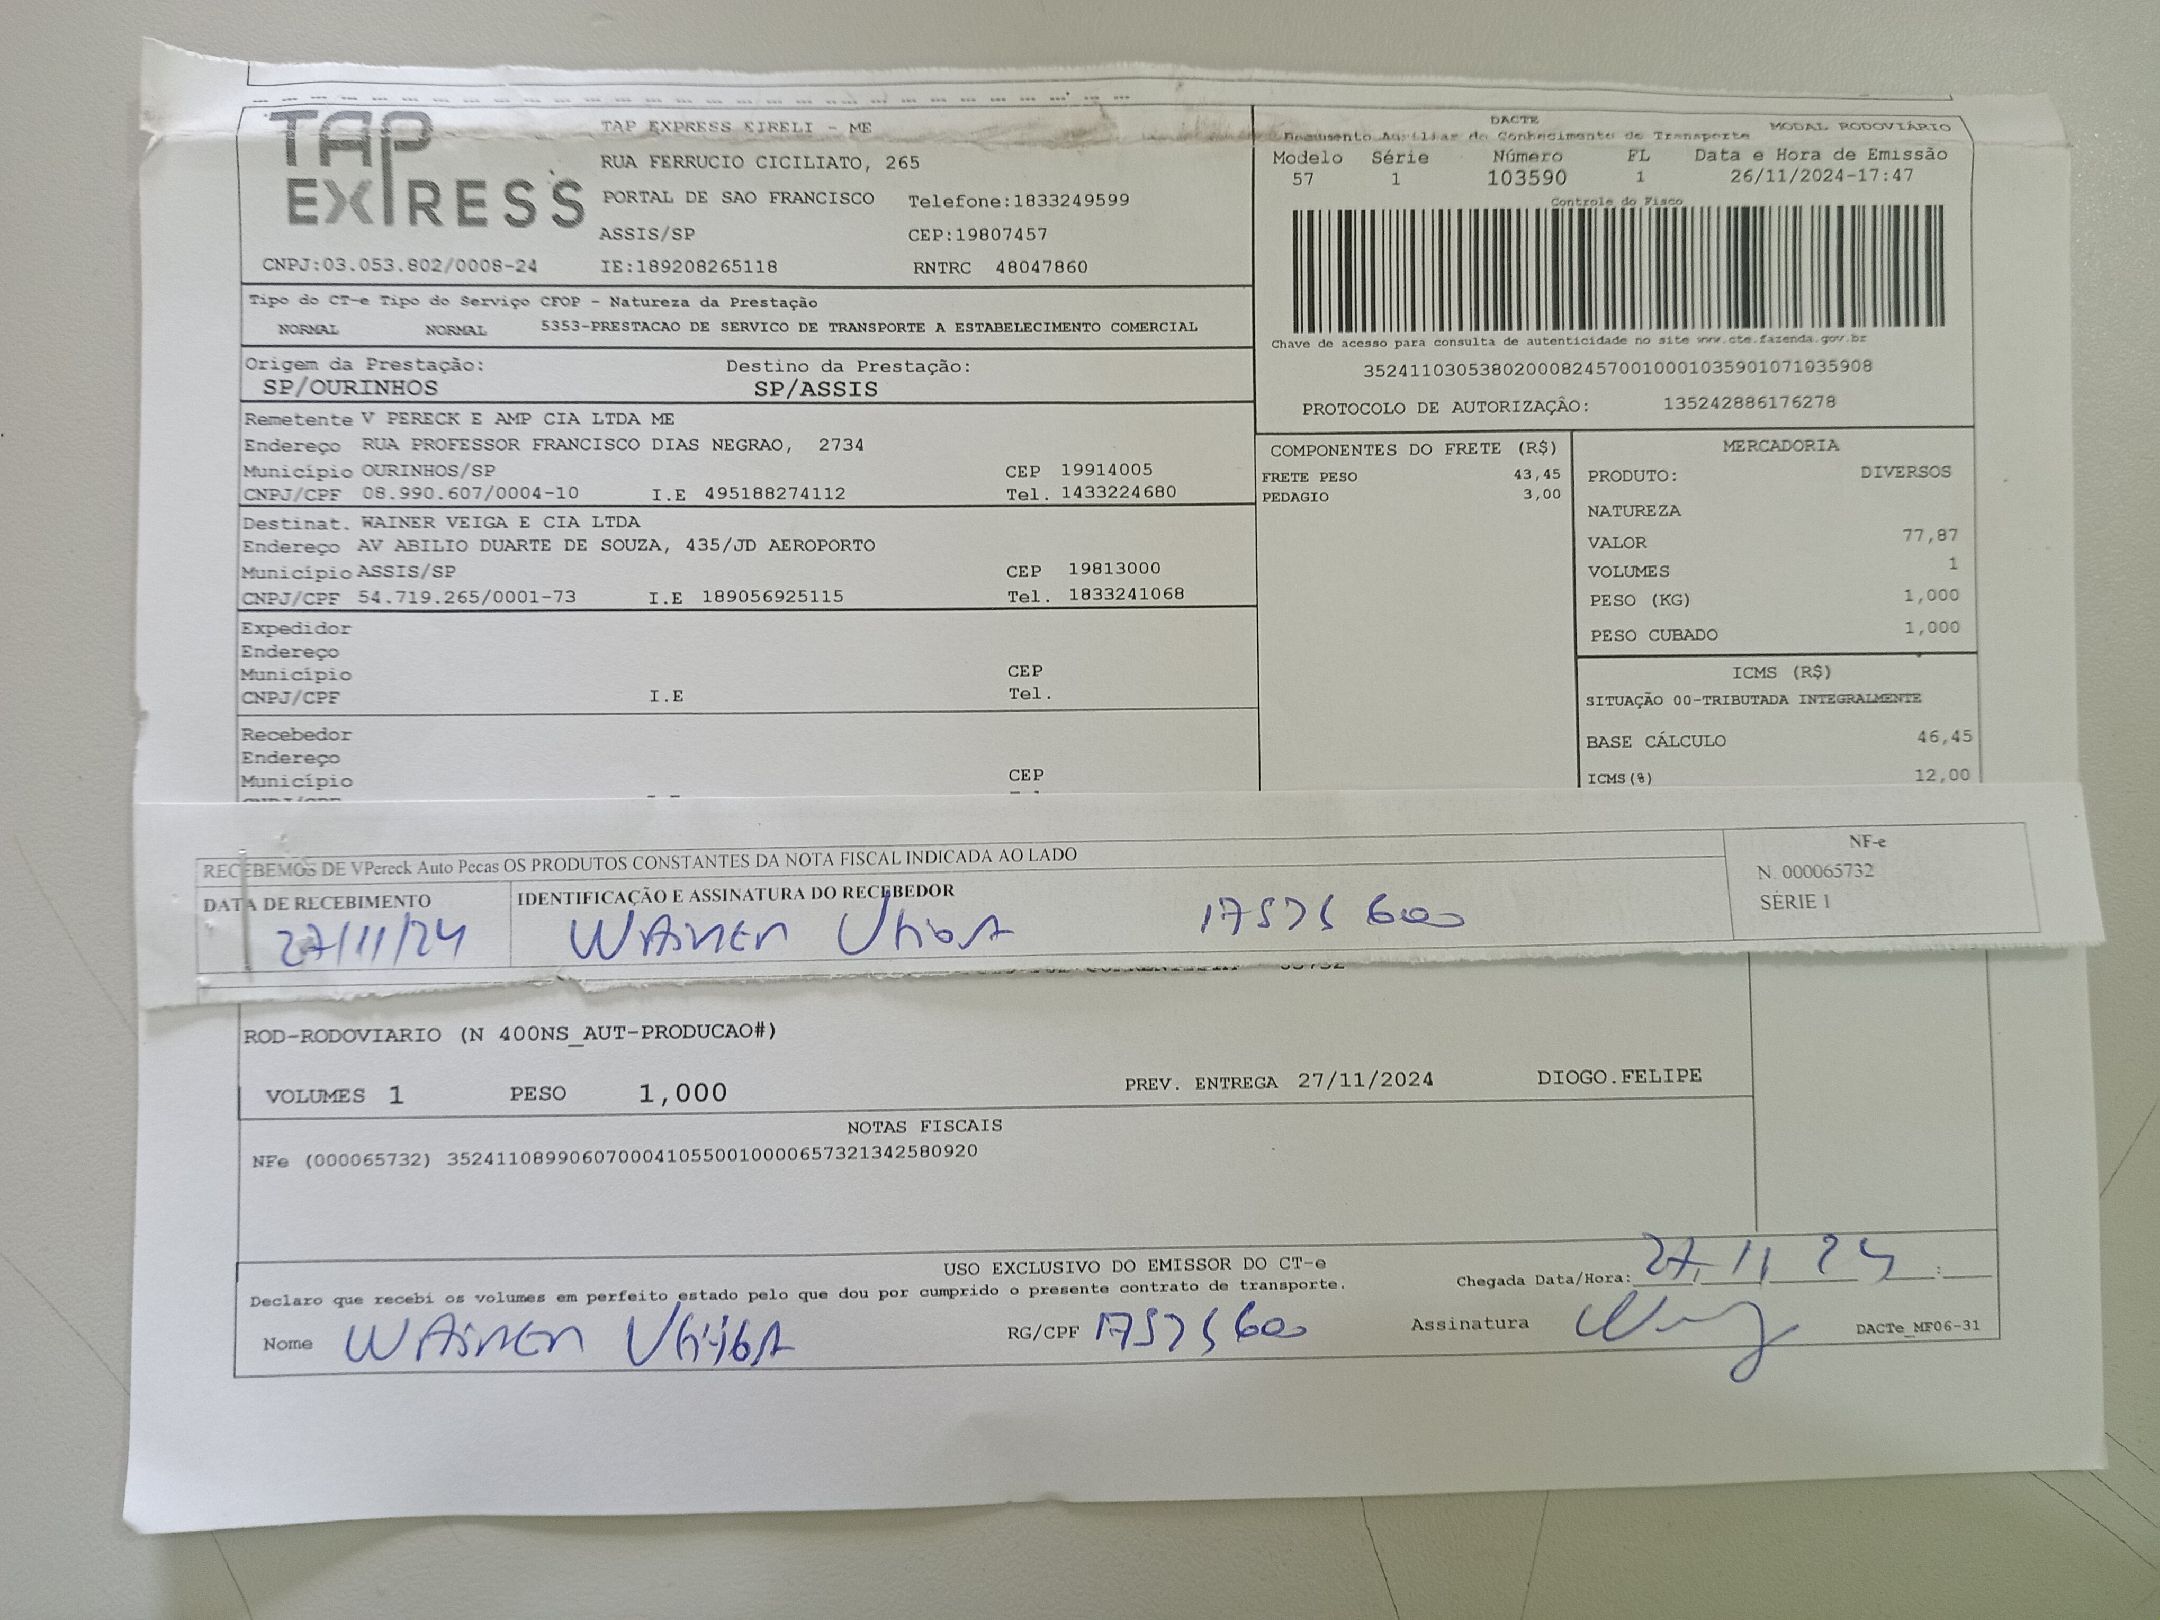 TAP EXPRESS
TAP EXPRESS EIRELI - ME
RUA FERRUCIO CICILIATO, 265
PORTAL DE SAO FRANCISCO Telefone:1833249599
ASSIS/SP CEP:19807457
CNPJ:03.053.802/0008-24 IE:189208265118 RNTRC 48047860
DACTE
Documento Auxiliar do Conhecimento de Transporte MODAL RODOVIÁRIO
Modelo Série Número FL Data e Hora de Emissão
57 1 103590 1 26/11/2024-17:47
Controle do Fisco
Chave de acesso para consulta de autenticidade no site www.cte.fazenda.gov.br
35241103053802000824570010001035901071035908
PROTOCOLO DE AUTORIZAÇÃO: 135242886176278
Tipo do CT-e Tipo do Serviço CFOP - Natureza da Prestação
NORMAL NORMAL 5353-PRESTACAO DE SERVICO DE TRANSPORTE A ESTABELECIMENTO COMERCIAL
Origem da Prestação: Destino da Prestação:
SP/OURINHOS SP/ASSIS
Remetente V PERECK E AMP CIA LTDA ME
Endereço RUA PROFESSOR FRANCISCO DIAS NEGRAO, 2734
Município OURINHOS/SP CEP 19914005
CNPJ/CPF 08.990.607/0004-10 I.E 495188274112 Tel. 1433224680
Destinat. WAINER VEIGA E CIA LTDA
Endereço AV ABILIO DUARTE DE SOUZA, 435/JD AEROPORTO
Município ASSIS/SP CEP 19813000
CNPJ/CPF 54.719.265/0001-73 I.E 189056925115 Tel. 1833241068
Expedidor
Endereço
Município CEP
CNPJ/CPF I.E Tel.
Recebedor
Endereço
Município CEP
COMPONENTES DO FRETE (R$)
FRETE PESO 43,45
PEDAGIO 3,00
MERCADORIA
PRODUTO: DIVERSOS
NATUREZA
VALOR 77,87
VOLUMES 1
PESO (KG) 1,000
PESO CUBADO 1,000
ICMS (R$)
SITUAÇÃO 00-TRIBUTADA INTEGRALMENTE
BASE CÁLCULO 46,45
ICMS(%) 12,00
RECEBEMOS DE VPereck Auto Pecas OS PRODUTOS CONSTANTES DA NOTA FISCAL INDICADA AO LADO
DATA DE RECEBIMENTO IDENTIFICAÇÃO E ASSINATURA DO RECEBEDOR
27/11/24 WAINER VEIGA 17575600
NF-e
N. 000065732
SÉRIE 1
ROD-RODOVIARIO (N 400NS_AUT-PRODUCAO#)
VOLUMES 1 PESO 1,000 PREV. ENTREGA 27/11/2024 DIOGO.FELIPE
NOTAS FISCAIS
NFe (000065732) 35241108990607000410550010000657321342580920
USO EXCLUSIVO DO EMISSOR DO CT-e
Declaro que recebi os volumes em perfeito estado pelo que dou por cumprido o presente contrato de transporte.
Chegada Data/Hora: 27 11 24 :
Nome WAINER VEIGA RG/CPF 17575600 Assinatura
DACTe_MF06-31